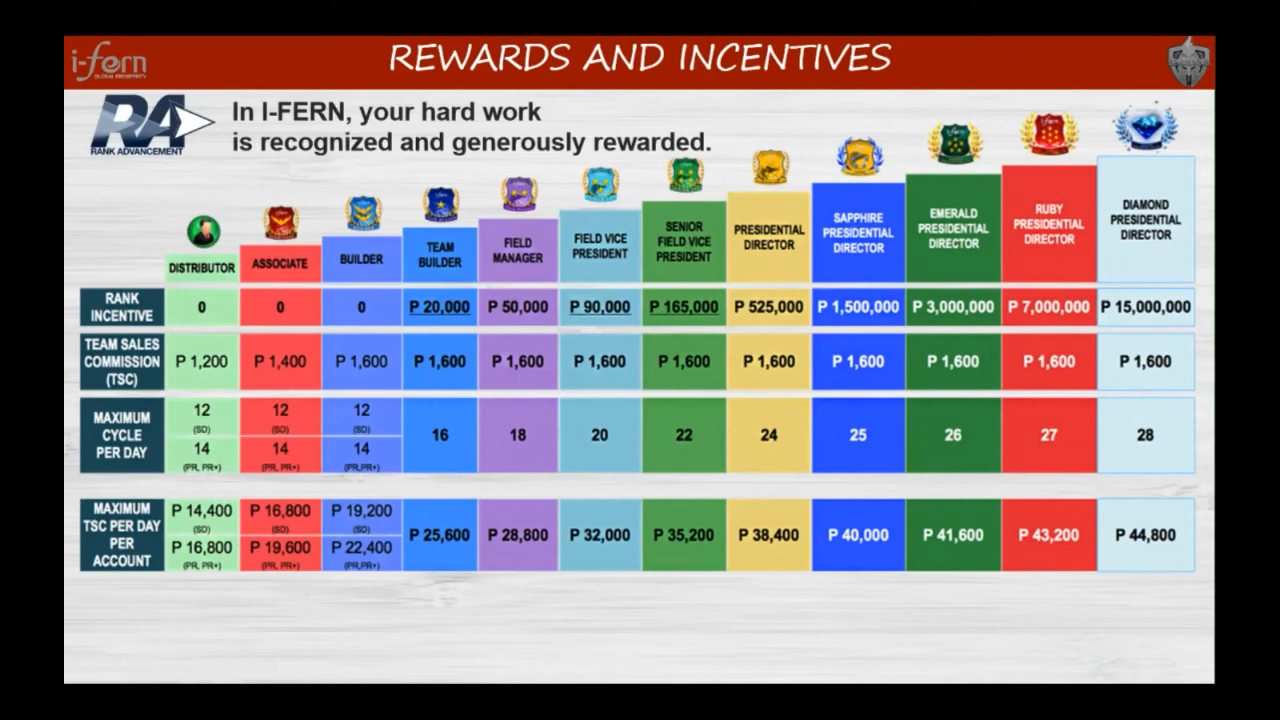 i-fern
GLOBAL PROSPERITY
REWARDS AND INCENTIVES
RA
RANK ADVANCEMENT
In I-FERN, your hard work
is recognized and generously rewarded.
DISTRIBUTOR
ASSOCIATE
BUILDER
TEAM
BUILDER
FIELD
MANAGER
FIELD VICE
PRESIDENT
SENIOR
FIELD VICE
PRESIDENT
PRESIDENTIAL
DIRECTOR
SAPPHIRE
PRESIDENTIAL
DIRECTOR
EMERALD
PRESIDENTIAL
DIRECTOR
RUBY
PRESIDENTIAL
DIRECTOR
DIAMOND
PRESIDENTIAL
DIRECTOR
RANK
INCENTIVE
0
0
0
P 20,000
P 50,000
P 90,000
P 165,000
P 525,000
P 1,500,000
P 3,000,000
P 7,000,000
P 15,000,000
TEAM SALES
COMMISSION
(TSC)
P 1,200
P 1,400
P 1,600
P 1,600
P 1,600
P 1,600
P 1,600
P 1,600
P 1,600
P 1,600
P 1,600
P 1,600
MAXIMUM
CYCLE
PER DAY
12
(SD)
14
(PR, PR+)
12
(SD)
14
(PR, PR+)
12
(SD)
14
(PR,PR+)
16
18
20
22
24
25
26
27
28
MAXIMUM
TSC PER DAY
PER
ACCOUNT
P 14,400
(SD)
P 16,800
(PR, PR+)
P 16,800
(SD)
P 19,600
(PR, PR+)
P 19,200
(SD)
P 22,400
(PR,PR+)
P 25,600
P 28,800
P 32,000
P 35,200
P 38,400
P 40,000
P 41,600
P 43,200
P 44,800